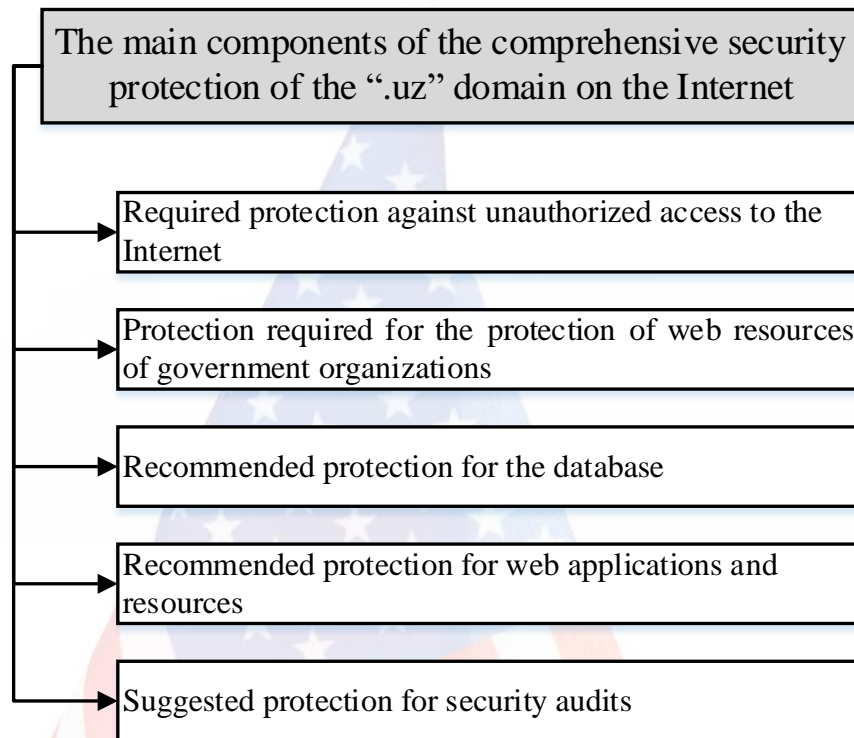 The main components of the comprehensive security
protection of the “.uz” domain on the Internet
Required protection against unauthorized access to the
Internet
Protection required for the protection of web resources
of government organizations
Recommended protection for the database
Recommended protection for web applications and
resources
Suggested protection for security audits